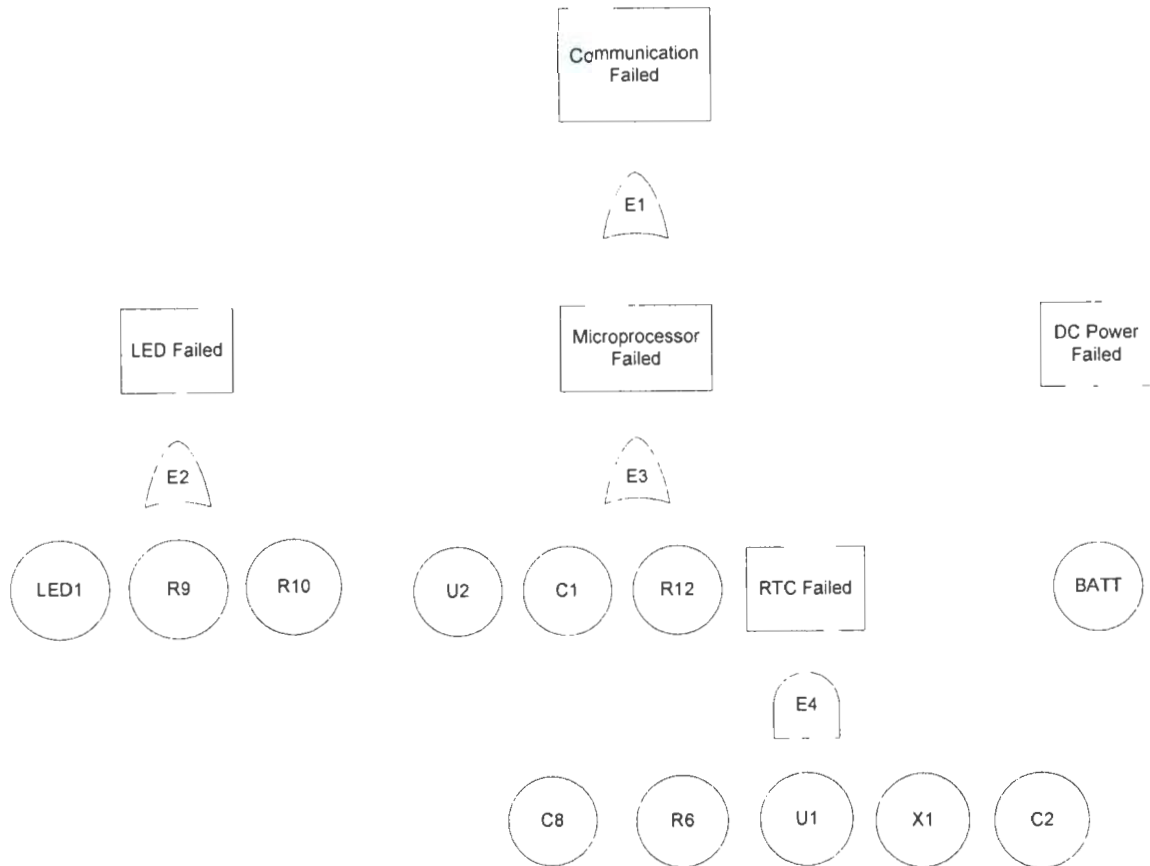 Communication
Failed
E1
LED Failed
Microprocessor
Failed
DC Power
Failed
E2
E3
LED1
R9
R10
U2
C1
R12
RTC Failed
BATT
E4
C8
R6
U1
X1
C2